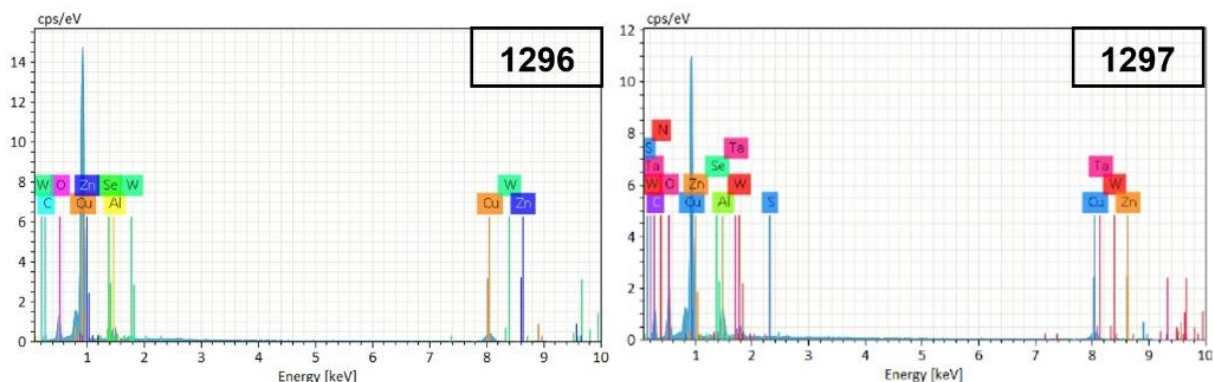 cps/eV
1296
14
12
10
8
6
4
2
0
W O Zn Se W
C Cu Al
W
Cu Zn
1 2 3 4 5 6 7 8 9 10
Energy [keV]
cps/eV
1297
12
10
8
6
4
2
0
N
S Ta
Ta Se Ta
W O Zn W W
C Cu Al S Cu Zn
1 2 3 4 5 6 7 8 9 10
Energy [keV]